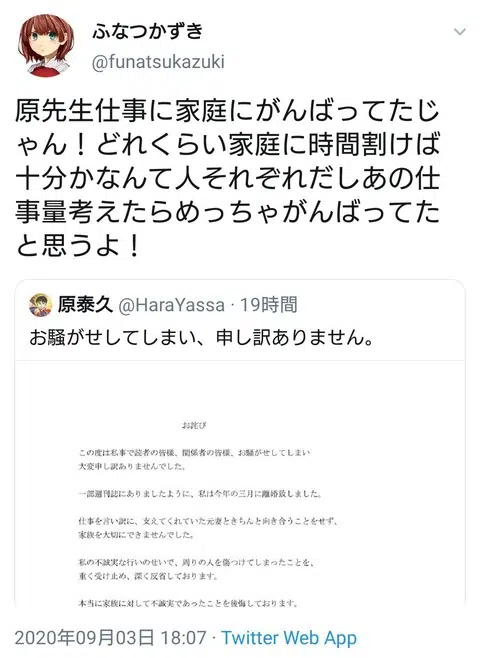 ふなつかずき
@funatsukazuki
原先生仕事に家庭にがんばってたじ
ゃん！どれくらい家庭に時間割けば
十分かなんて人それぞれだしあの仕
事量考えたらめっちゃがんばってた
と思うよ！
原泰久 @HaraYassa · 19時間
お騒がせしてしまい、申し訳ありません。
お詫び
この度は私事で読者の皆様、関係者の皆様、お騒がせしてしまい
大変申し訳ありませんでした。
一部週刊誌にありましたように、私は今年の三月に離婚致しました。
仕事を言い訳に、支えてくれていた元妻ときちんと向き合うことをせず、
家族を大切にできませんでした。
私の不誠実な行いのせいで、周りの人を傷つけてしまったことを、
重く受け止め、深く反省しております。
本当に家族に対して不誠実であったことを後悔しております。
2020年09月03日 18:07 · Twitter Web App